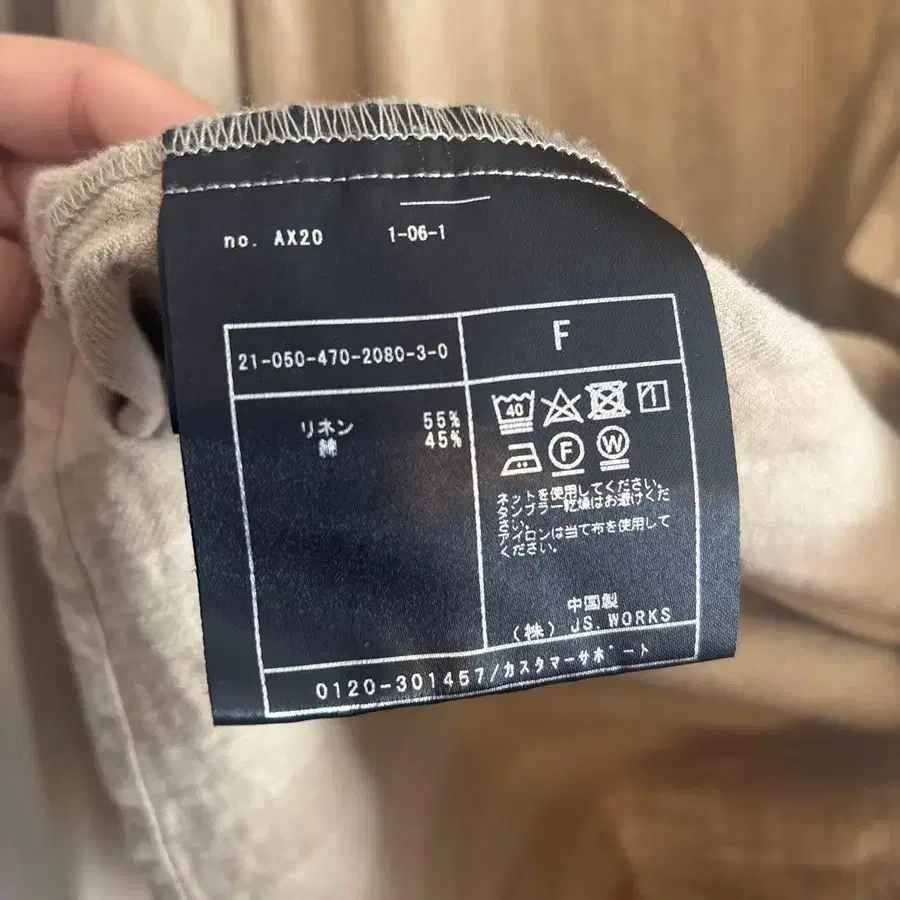 no. AX20 1-06-1
21-050-470-2080-3-0
F
リネン 55%
綿 45%
40
F W
ネットを使用してください。
タンブラー乾燥はお避けくだ
さい。
アイロンは当て布を使用して
ください。
中国製
(株) JS.WORKS
0120-301457/カスタマーサポート